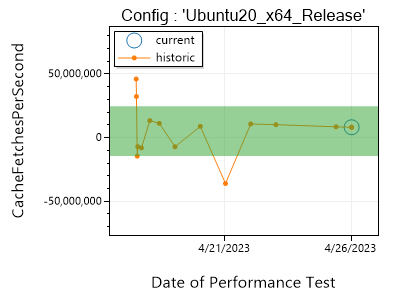 Config : 'Ubuntu20_x64_Release'
current
historic
CacheFetchesPerSecond
50,000,000
0
-50,000,000
4/21/2023
4/26/2023
Date of Performance Test